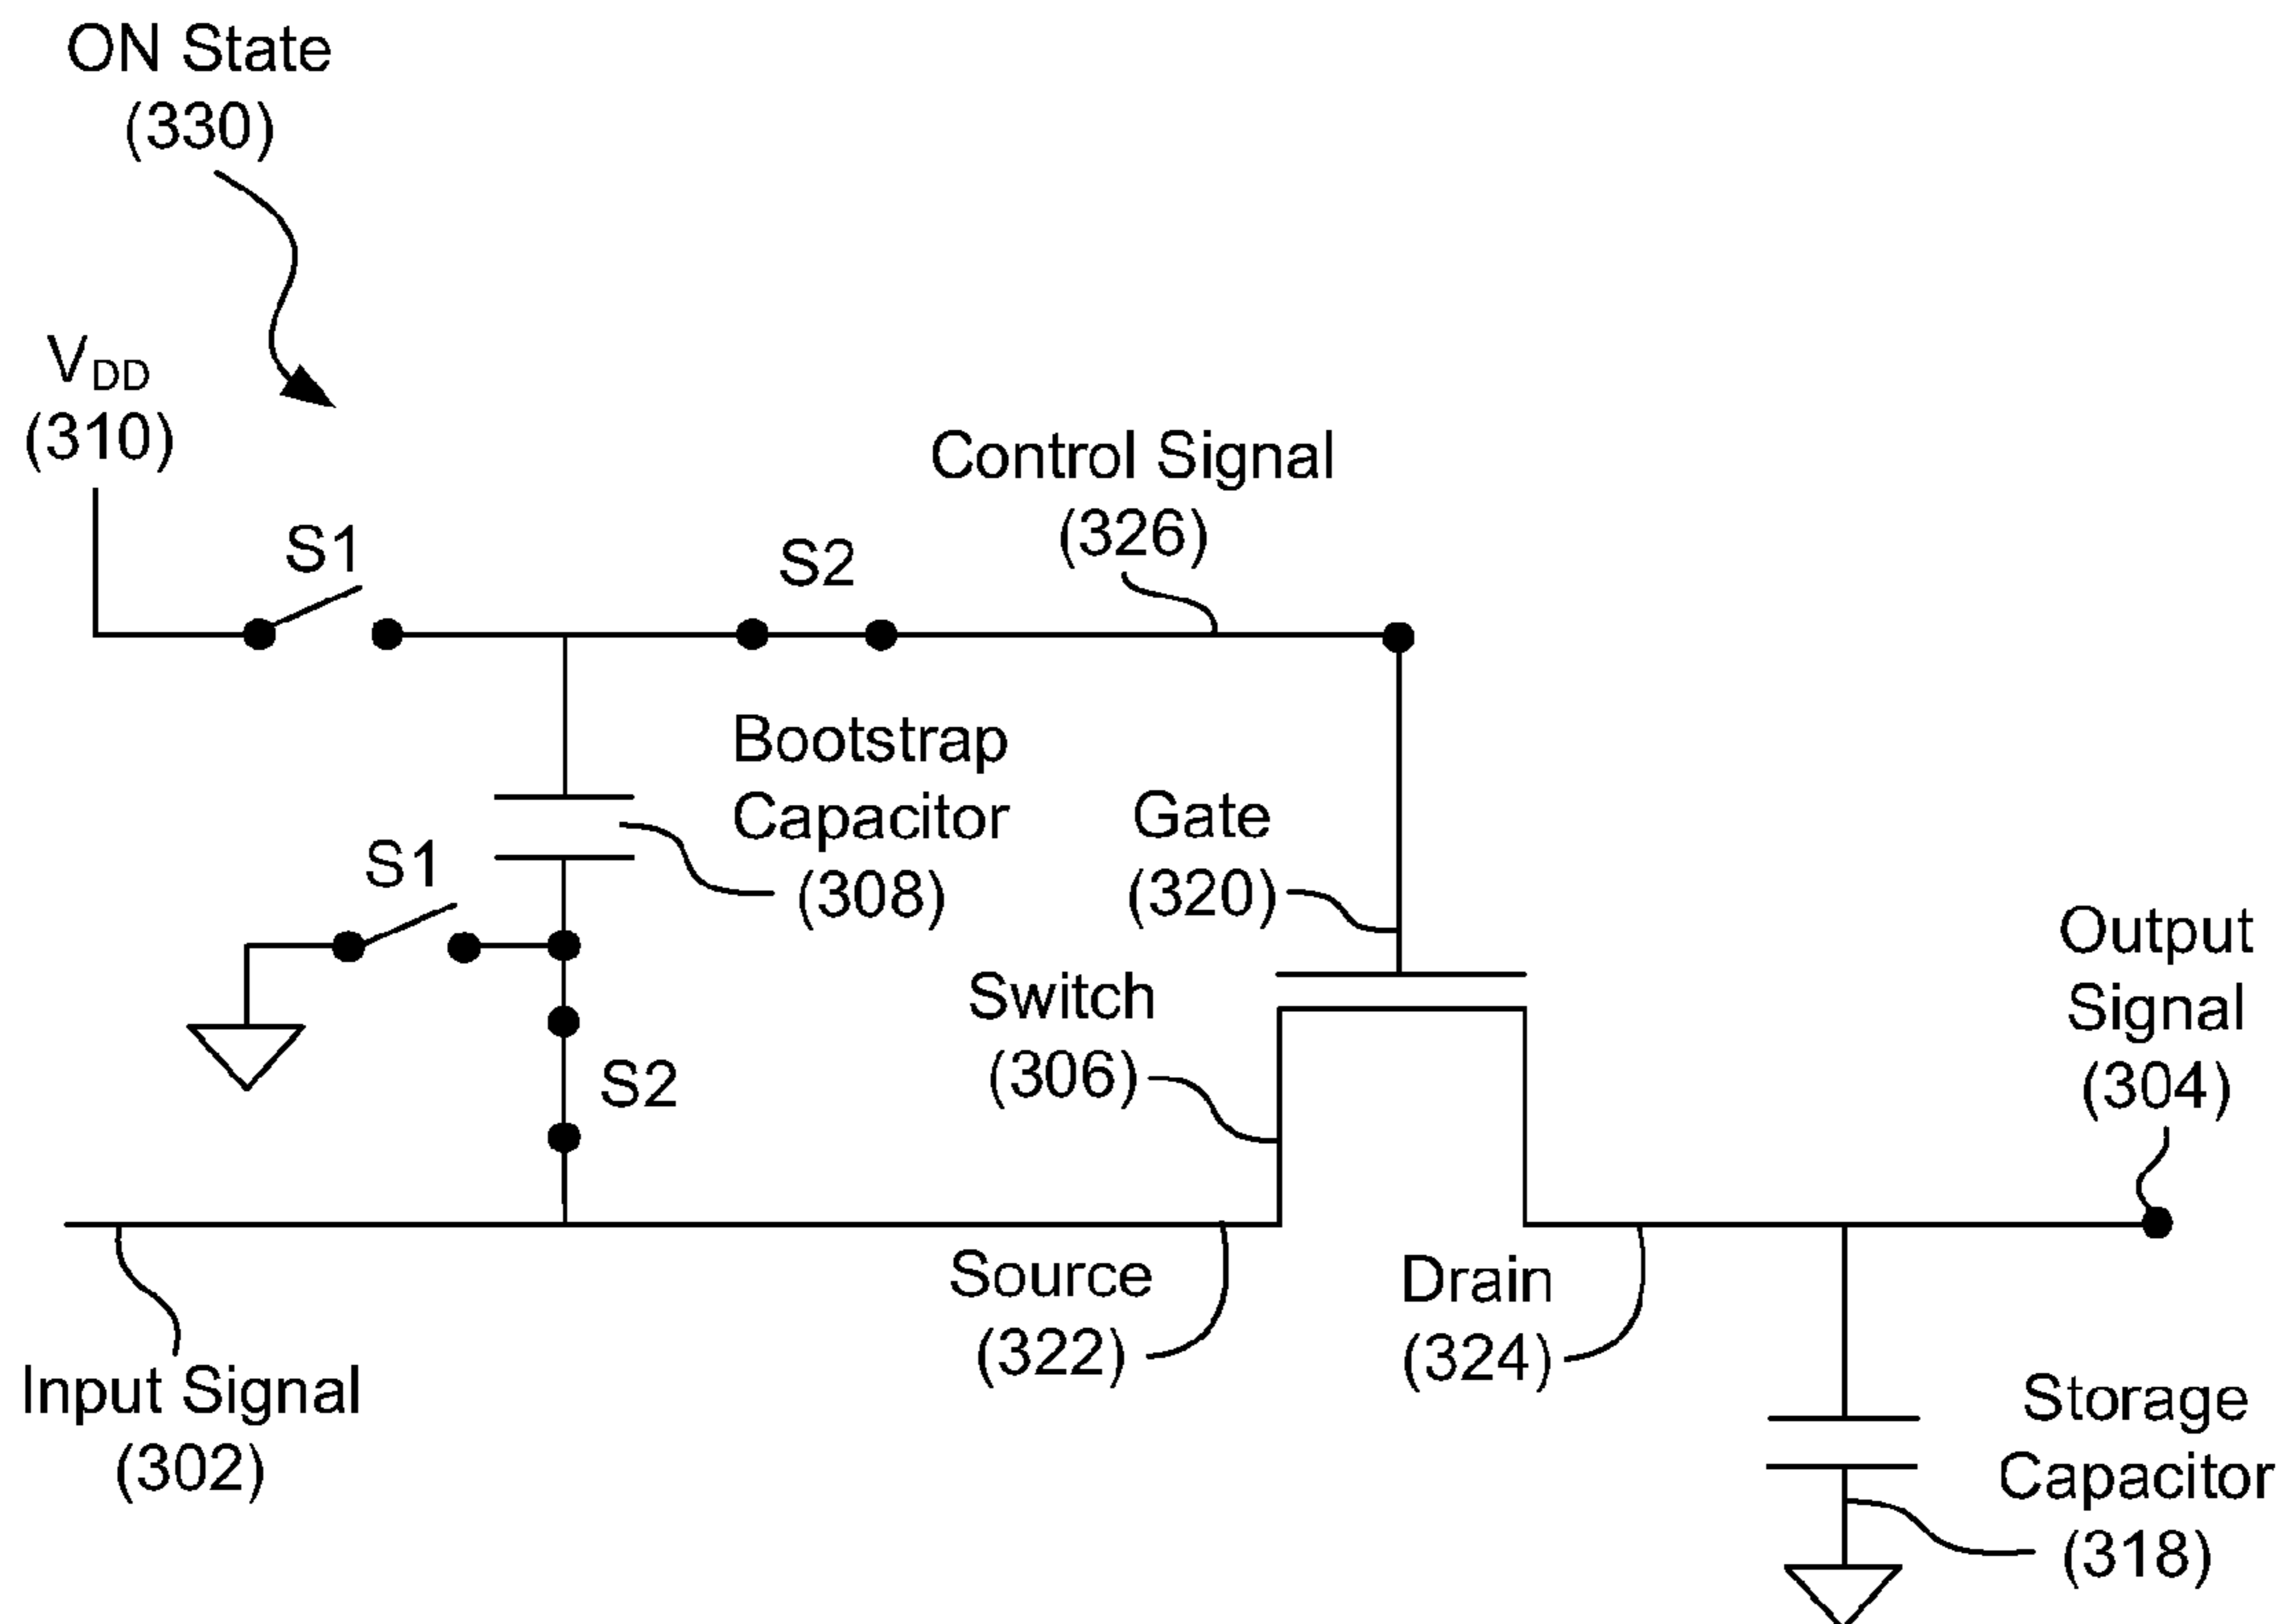 ON State
(330)
VDD
(310)
S1
S2
Control Signal
(326)
Bootstrap
Capacitor
(308)
S1
S2
Gate
(320)
Switch
(306)
Output
Signal
(304)
Source
(322)
Drain
(324)
Input Signal
(302)
Storage
Capacitor
(318)